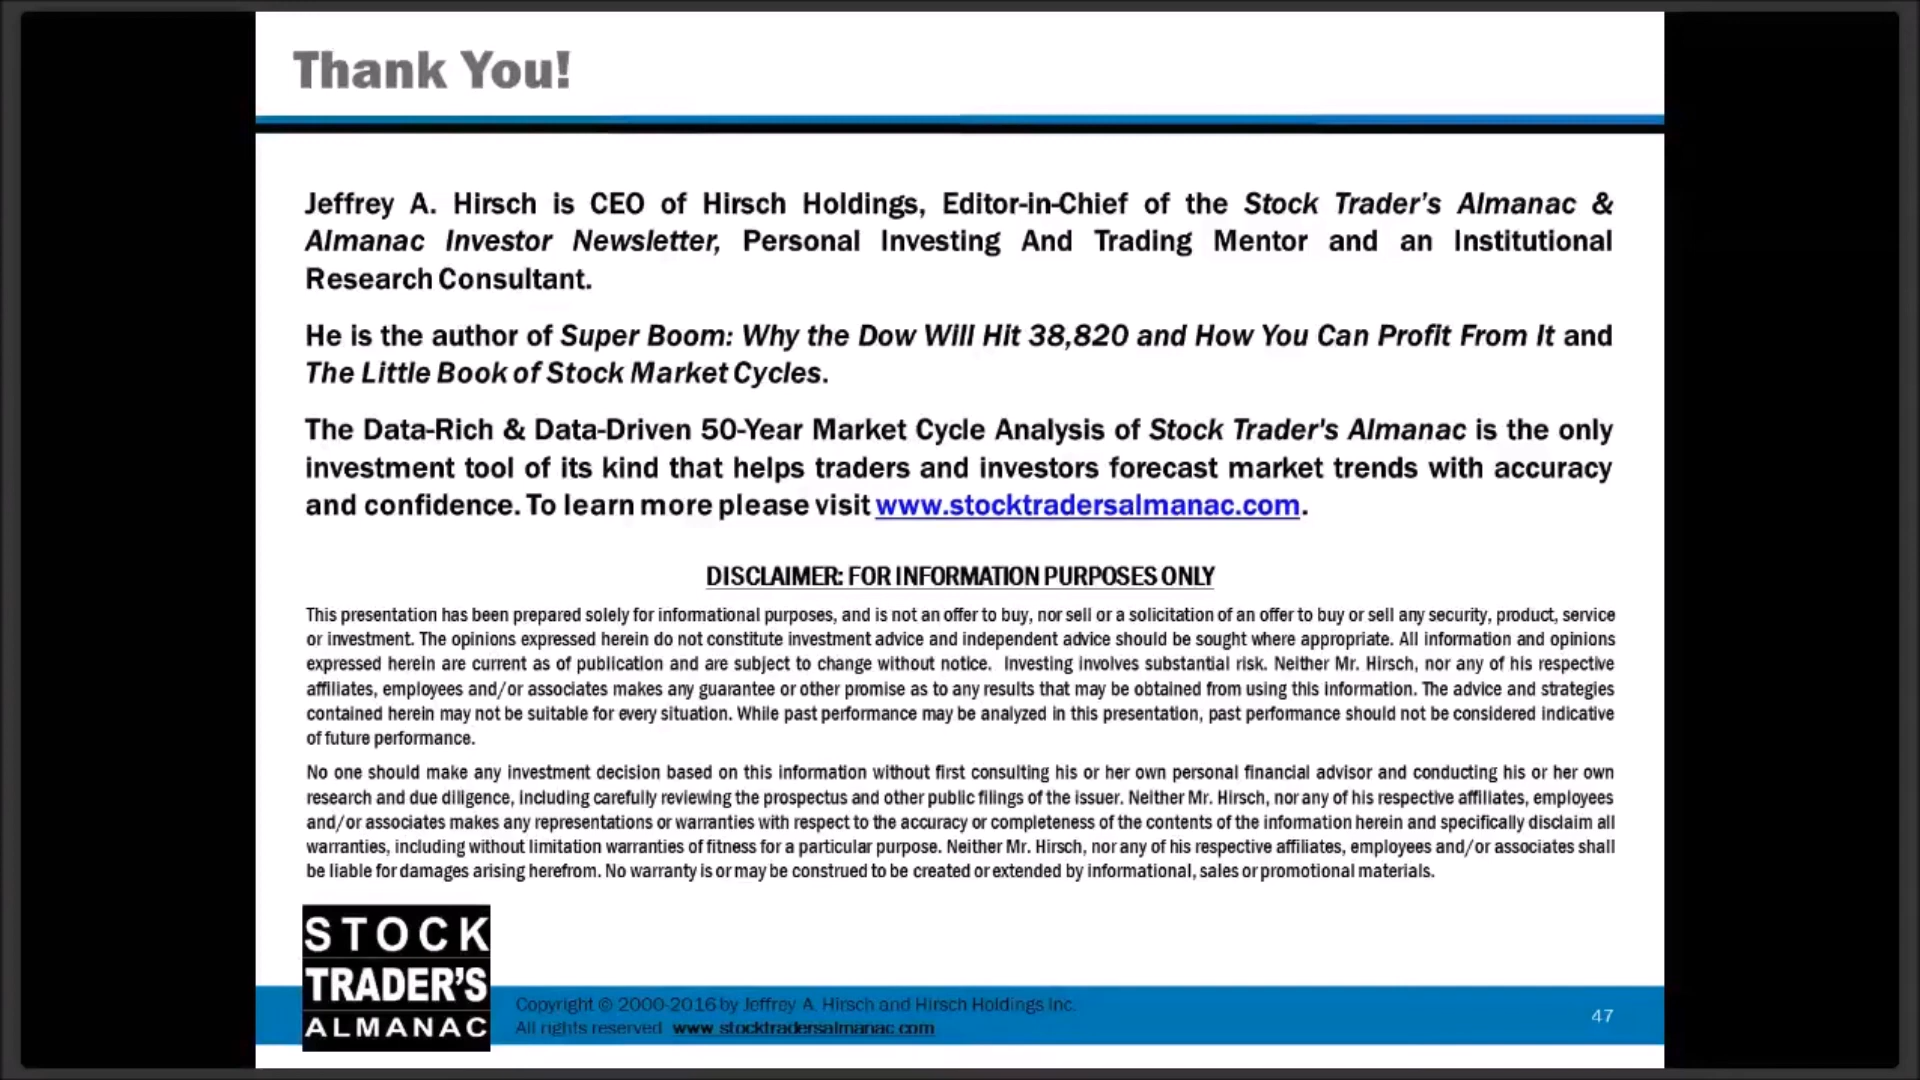 Thank You!
Jeffrey A. Hirsch is CEO of Hirsch Holdings, Editor-in-Chief of the Stock Trader’s Almanac &
Almanac Investor Newsletter, Personal Investing And Trading Mentor and an Institutional
Research Consultant.
He is the author of Super Boom: Why the Dow Will Hit 38,820 and How You Can Profit From It and
The Little Book of Stock Market Cycles.
The Data-Rich & Data-Driven 50-Year Market Cycle Analysis of Stock Trader's Almanac is the only
investment tool of its kind that helps traders and investors forecast market trends with accuracy
and confidence. To learn more please visit www.stocktradersalmanac.com.
DISCLAIMER: FOR INFORMATION PURPOSES ONLY
This presentation has been prepared solely for informational purposes, and is not an offer to buy, nor sell or a solicitation of an offer to buy or sell any security, product, service
or investment. The opinions expressed herein do not constitute investment advice and independent advice should be sought where appropriate. All information and opinions
expressed herein are current as of publication and are subject to change without notice. Investing involves substantial risk. Neither Mr. Hirsch, nor any of his respective
affiliates, employees and/or associates makes any guarantee or other promise as to any results that may be obtained from using this information. The advice and strategies
contained herein may not be suitable for every situation. While past performance may be analyzed in this presentation, past performance should not be considered indicative
of future performance.
No one should make any investment decision based on this information without first consulting his or her own personal financial advisor and conducting his or her own
research and due diligence, including carefully reviewing the prospectus and other public filings of the issuer. Neither Mr. Hirsch, nor any of his respective affiliates, employees
and/or associates makes any representations or warranties with respect to the accuracy or completeness of the contents of the information herein and specifically disclaim all
warranties, including without limitation warranties of fitness for a particular purpose. Neither Mr. Hirsch, nor any of his respective affiliates, employees and/or associates shall
be liable for damages arising herefrom. No warranty is or may be construed to be created or extended by informational, sales or promotional materials.
STOCK
TRADER’S
ALMANAC
Copyright © 2000-2016 by Jeffrey A. Hirsch and Hirsch Holdings Inc.
All rights reserved www.stocktradersalmanac.com
47